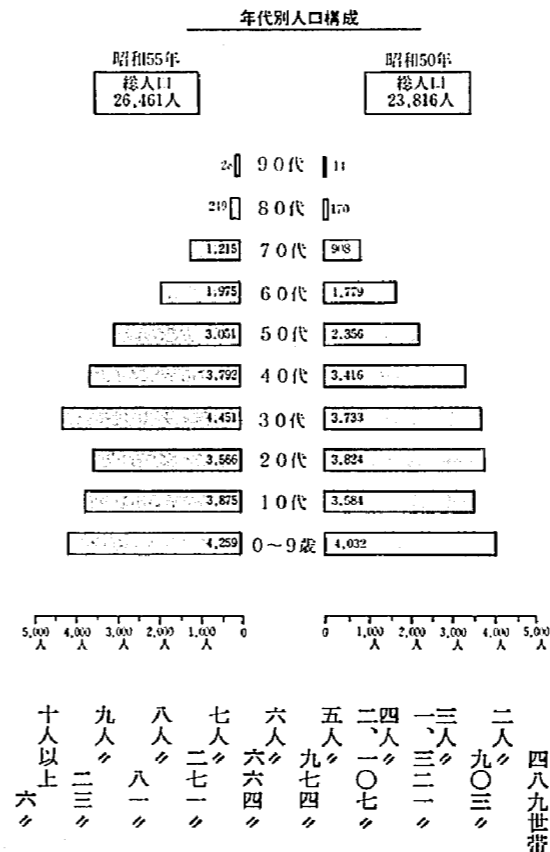 年代別人口構成
昭和55年
総人口
26,461人
昭和50年
総人口
23,816人
28 90代 14
249 80代 170
1,215 70代 908
1,975 60代 1,779
3,051 50代 2,356
3,792 40代 3,416
4,451 30代 3,733
3,566 20代 3,824
3,875 10代 3,584
4,259 0～9歳 4,032
5,000人 4,000人 3,000人 2,000人 1,000人 0
0 1,000人 2,000人 3,000人 4,000人 5,000人
四八九世帯
二人〃 九〇三〃
三人〃 一、三二一〃
四人〃 二、一〇七〃
五人〃 九七四〃
六人〃 六六四〃
七人〃 二七一〃
八人〃 八一〃
九人〃 二三〃
十人以上 六〃